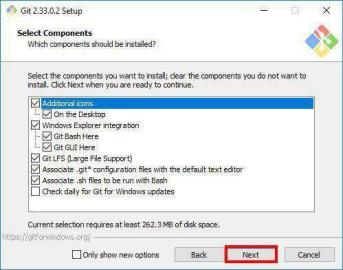 Git 2.33.0.2 Setup
Select Components
Which components should be installed?
Select the components you want to install; clear the components you do not want to
install. Click Next when you are ready to continue.
Additional icons
On the Desktop
Windows Explorer integration
Git Bash Here
Git GUI Here
Git LFS (Large File Support)
Associate .git* configuration files with the default text editor
Associate .sh files to be run with Bash
Check daily for Git for Windows updates
Current selection requires at least 262.3 MB of disk space.
https://gitforwindows.org/
Only show new options
Back
Next
Cancel